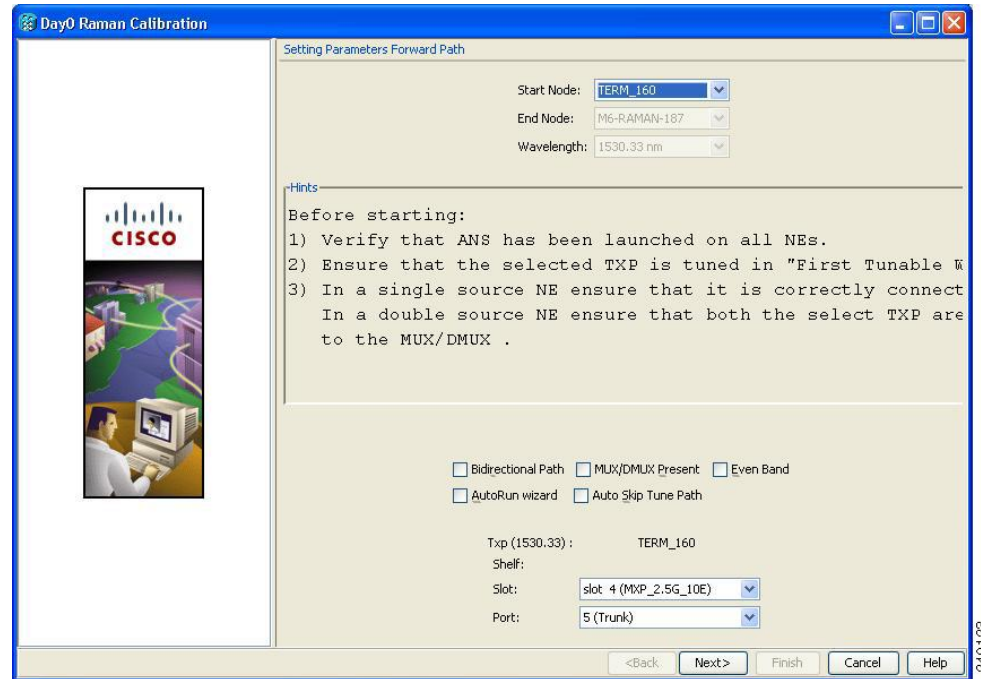 Day0 Raman Calibration
Setting Parameters Forward Path
Start Node: TERM_160
End Node: M6-RAMAN-187
Wavelength: 1530.33 nm
Hints
Before starting:
1) Verify that ANS has been launched on all NEs.
2) Ensure that the selected TXP is tuned in "First Tunable W
3) In a single source NE ensure that it is correctly connect
In a double source NE ensure that both the select TXP are
to the MUX/DMUX .
CISCO
Bidirectional Path MUX/DMUX Present Even Band
AutoRun wizard Auto Skip Tune Path
Txp (1530.33) : TERM_160
Shelf:
Slot: slot 4 (MXP_2.5G_10E)
Port: 5 (Trunk)
<Back Next> Finish Cancel Help